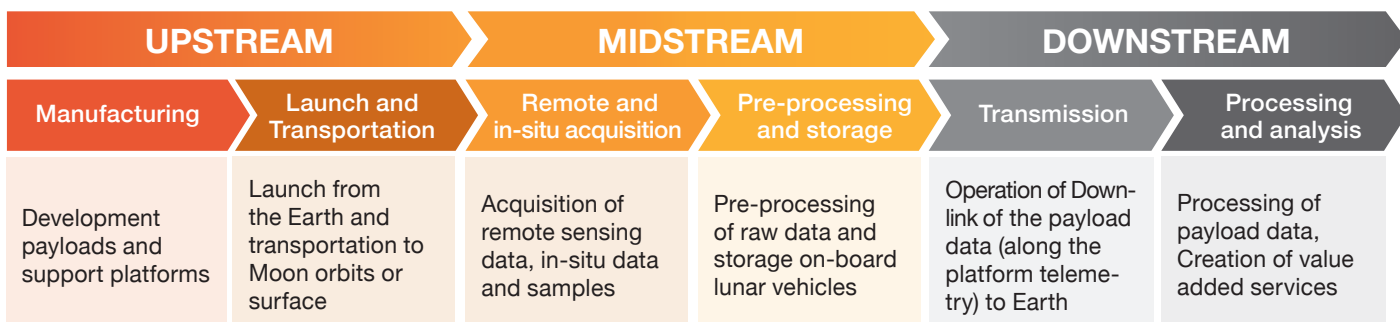 UPSTREAM
MIDSTREAM
DOWNSTREAM
Manufacturing
Launch and
Transportation
Remote and
in-situ acquisition
Pre-processing
and storage
Transmission
Processing
and analysis
Development
payloads and
support platforms
Launch from
the Earth and
transportation to
Moon orbits or
surface
Acquisition of
remote sensing
data, in-situ data
and samples
Pre-processing
of raw data and
storage on-board
lunar vehicles
Operation of Down-
link of the payload
data (along the
platform teleme-
try) to Earth
Processing of
payload data,
Creation of value
added services